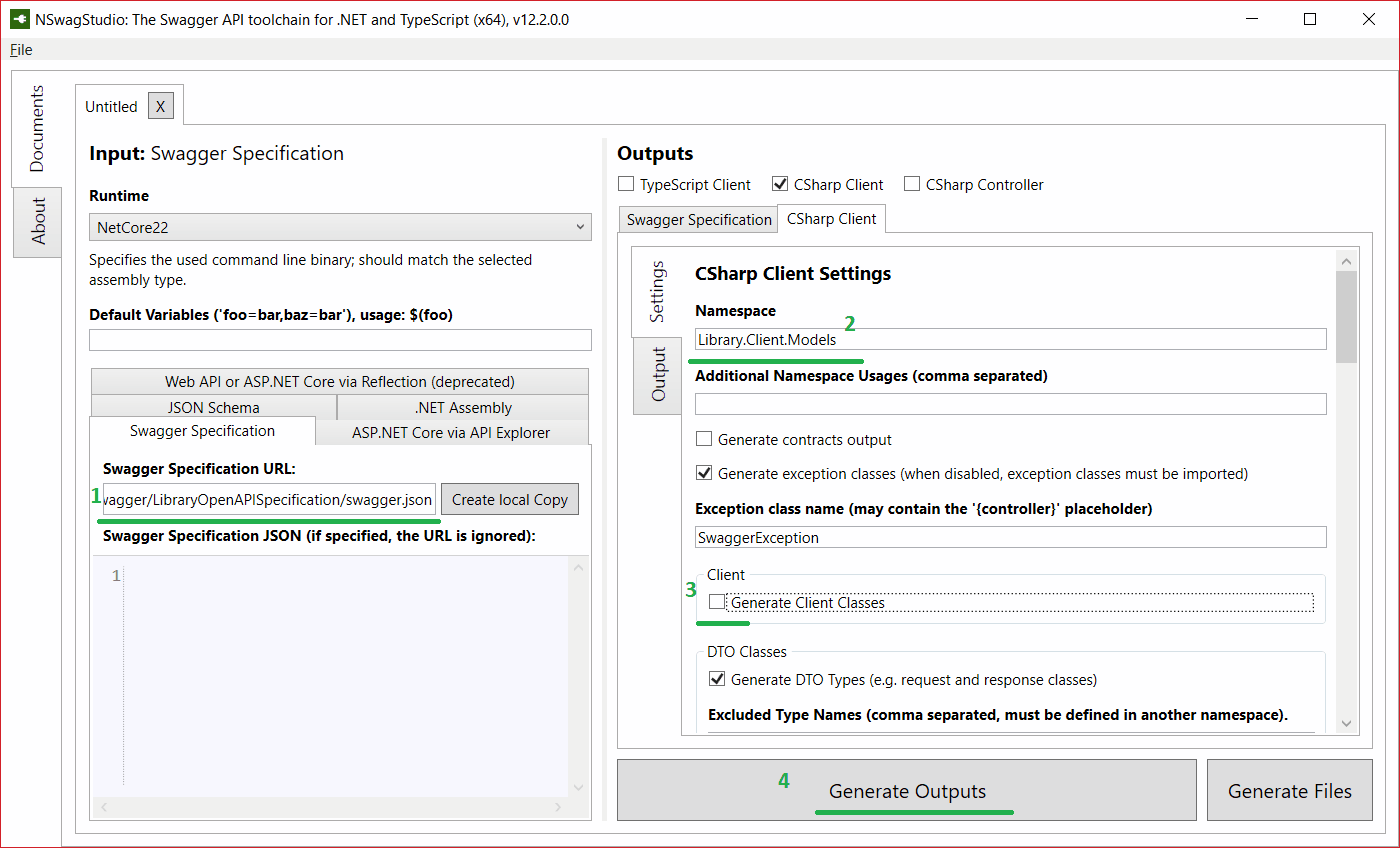 NSwagStudio: The Swagger API toolchain for .NET and TypeScript (x64), v12.2.0.0
File
Documents
About
Untitled X
Input: Swagger Specification
Runtime
NetCore22
Specifies the used command line binary; should match the selected
assembly type.
Default Variables ('foo=bar,baz=bar'), usage: $(foo)
Web API or ASP.NET Core via Reflection (deprecated)
JSON Schema .NET Assembly
Swagger Specification ASP.NET Core via API Explorer
Swagger Specification URL:
1 wagger/LibraryOpenAPISpecification/swagger.json Create local Copy
Swagger Specification JSON (if specified, the URL is ignored):
1
Outputs
TypeScript Client CSharp Client CSharp Controller
Swagger Specification CSharp Client
Settings
Output
CSharp Client Settings
Namespace
2
Library.Client.Models
Additional Namespace Usages (comma separated)
Generate contracts output
Generate exception classes (when disabled, exception classes must be imported)
Exception class name (may contain the '{controller}' placeholder)
SwaggerException
Client
3 Generate Client Classes
DTO Classes
Generate DTO Types (e.g. request and response classes)
Excluded Type Names (comma separated, must be defined in another namespace).
4 Generate Outputs
Generate Files